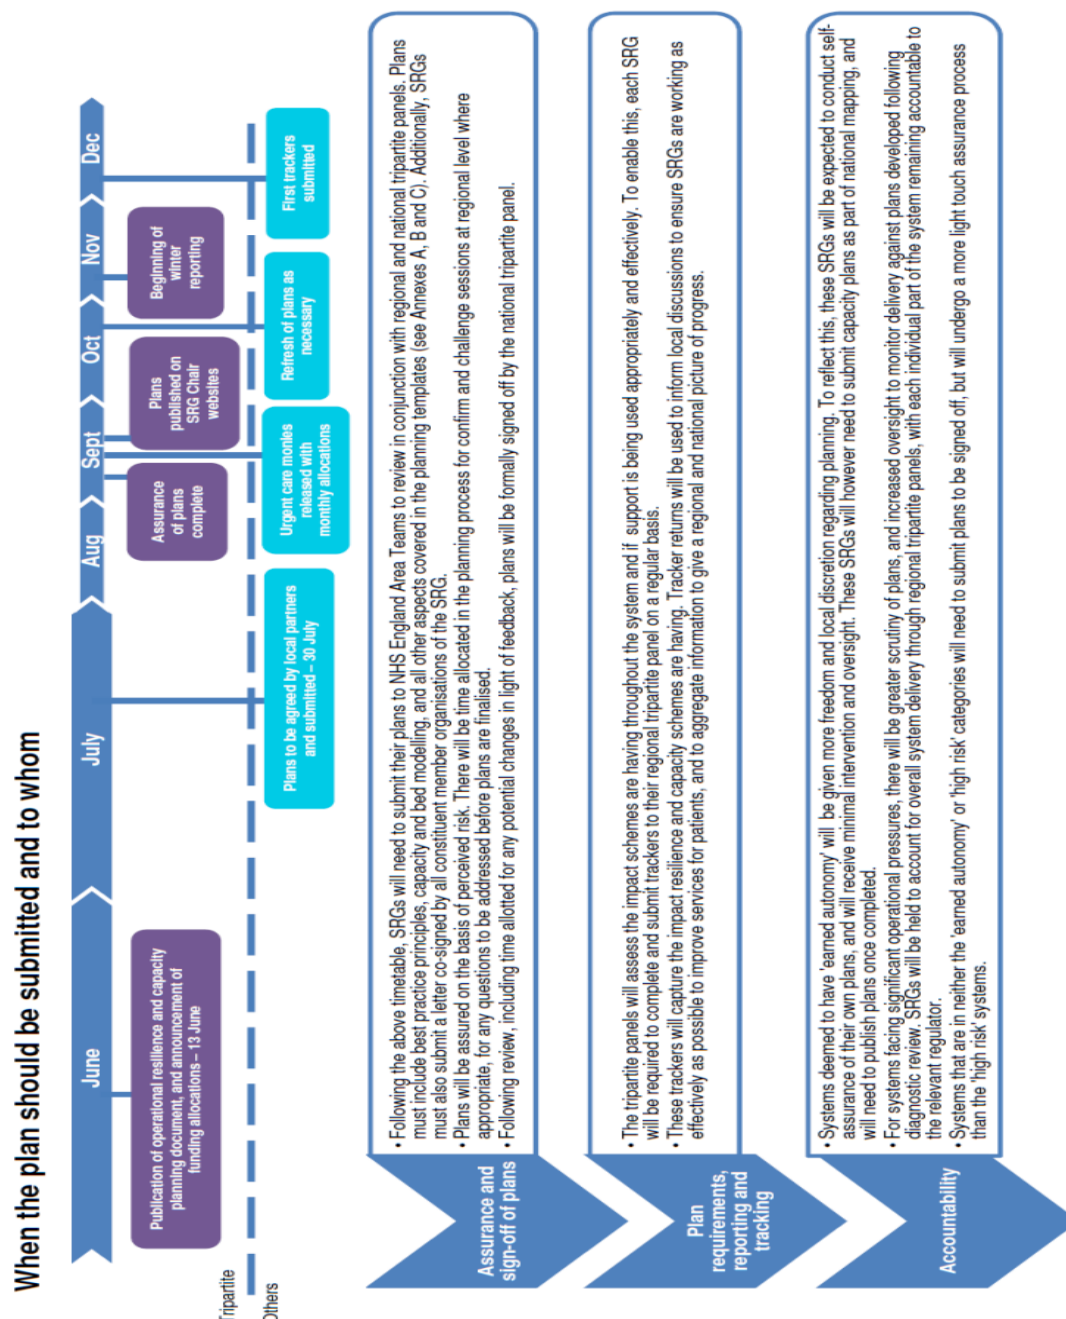 When the plan should be submitted and to whom
June
July
Aug
Sept
Oct
Nov
Dec
Tripartite
Others
Publication of operational resilience and capacity
planning document, and announcement of
funding allocations – 13 June
Assurance
of plans
complete
Plans
published on
SRG Chair
websites
Beginning of
winter
reporting
Plans to be agreed by local partners
and submitted – 30 July
Urgent care monies
released with
monthly allocations
Refresh of plans as
necessary
First trackers
submitted
Assurance and
sign-off of plans
• Following the above timetable, SRGs will need to submit their plans to NHS England Area Teams to review in conjunction with regional and national tripartite panels. Plans
must include best practice principles, capacity and bed modelling, and all other aspects covered in the planning templates (see Annexes A, B and C). Additionally, SRGs
must also submit a letter co-signed by all constituent member organisations of the SRG.
• Plans will be assured on the basis of perceived risk. There will be time allocated in the planning process for confirm and challenge sessions at regional level where
appropriate, for any questions to be addressed before plans are finalised.
• Following review, including time allotted for any potential changes in light of feedback, plans will be formally signed off by the national tripartite panel.
Plan
requirements,
reporting and
tracking
• The tripartite panels will assess the impact schemes are having throughout the system and if support is being used appropriately and effectively. To enable this, each SRG
will be required to complete and submit trackers to their regional tripartite panel on a regular basis.
• These trackers will capture the impact resilience and capacity schemes are having. Tracker returns will be used to inform local discussions to ensure SRGs are working as
effectively as possible to improve services for patients, and to aggregate information to give a regional and national picture of progress.
Accountability
• Systems deemed to have 'earned autonomy' will be given more freedom and local discretion regarding planning. To reflect this, these SRGs will be expected to conduct self-
assurance of their own plans, and will receive minimal intervention and oversight. These SRGs will however need to submit capacity plans as part of national mapping, and
will need to publish plans once completed.
• For systems facing significant operational pressures, there will be greater scrutiny of plans, and increased oversight to monitor delivery against plans developed following
diagnostic review. SRGs will be held to account for overall system delivery through regional tripartite panels, with each individual part of the system remaining accountable to
the relevant regulator.
• Systems that are in neither the 'earned autonomy' or 'high risk' categories will need to submit plans to be signed off, but will undergo a more light touch assurance process
than the 'high risk' systems.